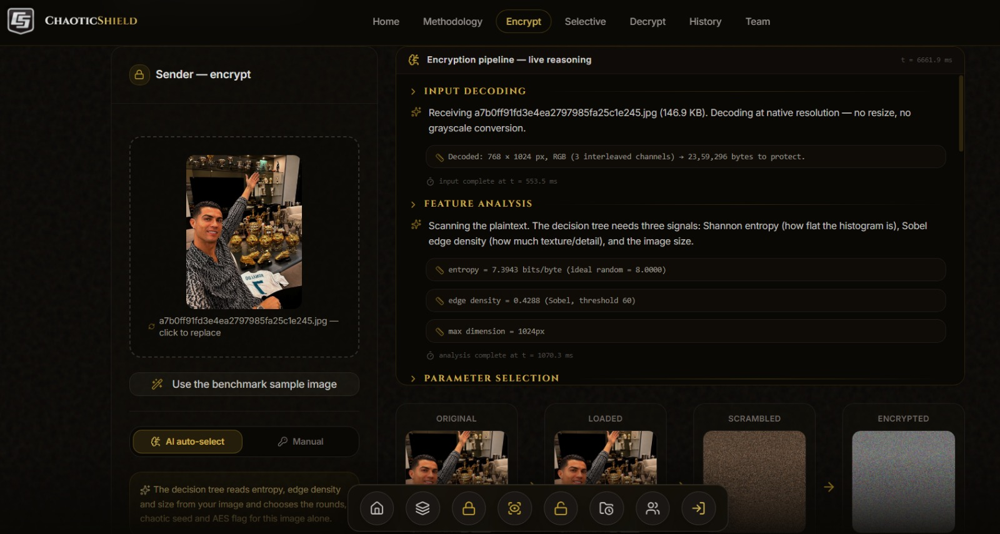 CHAOTICSHIELD
Home
Methodology
Encrypt
Selective
Decrypt
History
Team
Sender — encrypt
a7b0ff91fd3e4ea2797985fa25c1e245.jpg —
click to replace
Use the benchmark sample image
AI auto-select
Manual
The decision tree reads entropy, edge density
and size from your image and chooses the rounds,
chaotic seed and AES flag for this image alone.
Encryption pipeline — live reasoning
t = 6661.9 ms
INPUT DECODING
Receiving a7b0ff91fd3e4ea2797985fa25c1e245.jpg (146.9 KB). Decoding at native resolution — no resize, no
grayscale conversion.
Decoded: 768 × 1024 px, RGB (3 interleaved channels) → 23,59,296 bytes to protect.
input complete at t = 553.5 ms
FEATURE ANALYSIS
Scanning the plaintext. The decision tree needs three signals: Shannon entropy (how flat the histogram is), Sobel
edge density (how much texture/detail), and the image size.
entropy = 7.3943 bits/byte (ideal random = 8.0000)
edge density = 0.4288 (Sobel, threshold 60)
max dimension = 1024px
analysis complete at t = 1070.3 ms
PARAMETER SELECTION
ORIGINAL
LOADED
SCRAMBLED
ENCRYPTED